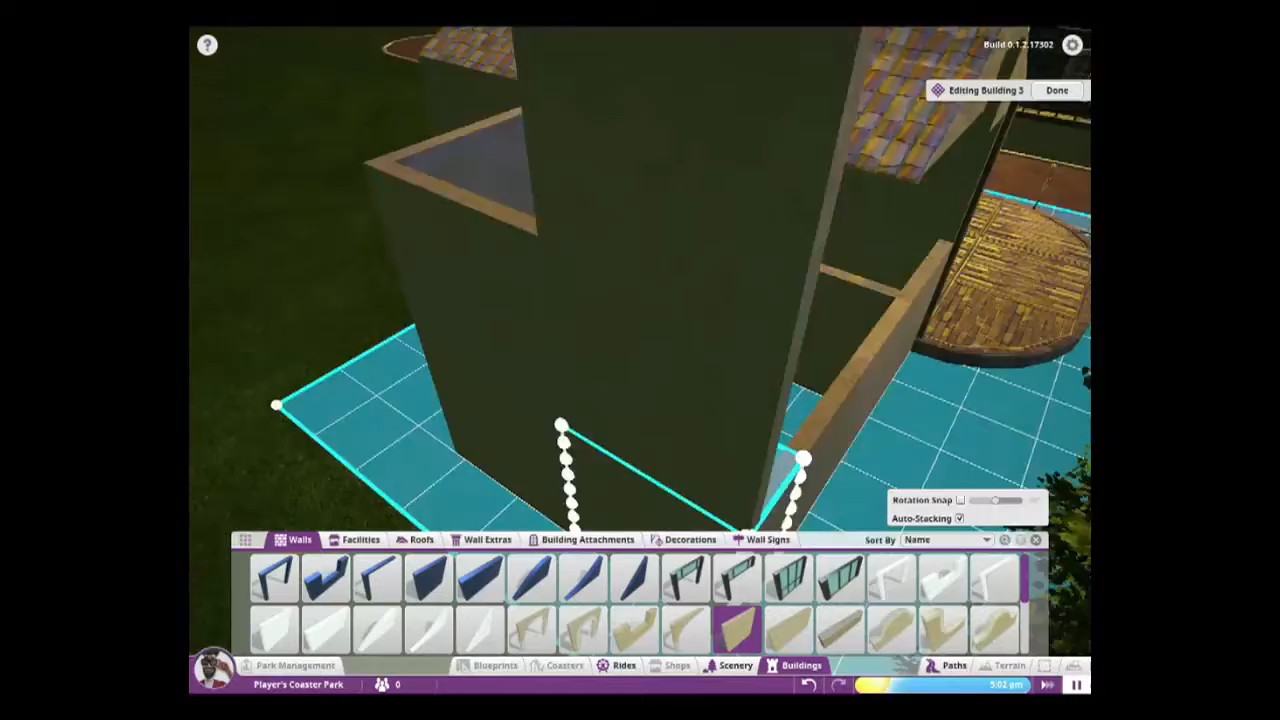 ?
Build 0.1.2.17302
Editing Building 3 Done
Rotation Snap
Auto-Stacking
Walls Facilities Roofs Wall Extras Building Attachments Decorations Wall Signs Sort By Name
Park Management Blueprints Coasters Rides Shops Scenery Buildings Paths Terrain
Player's Coaster Park 0 5:02 pm